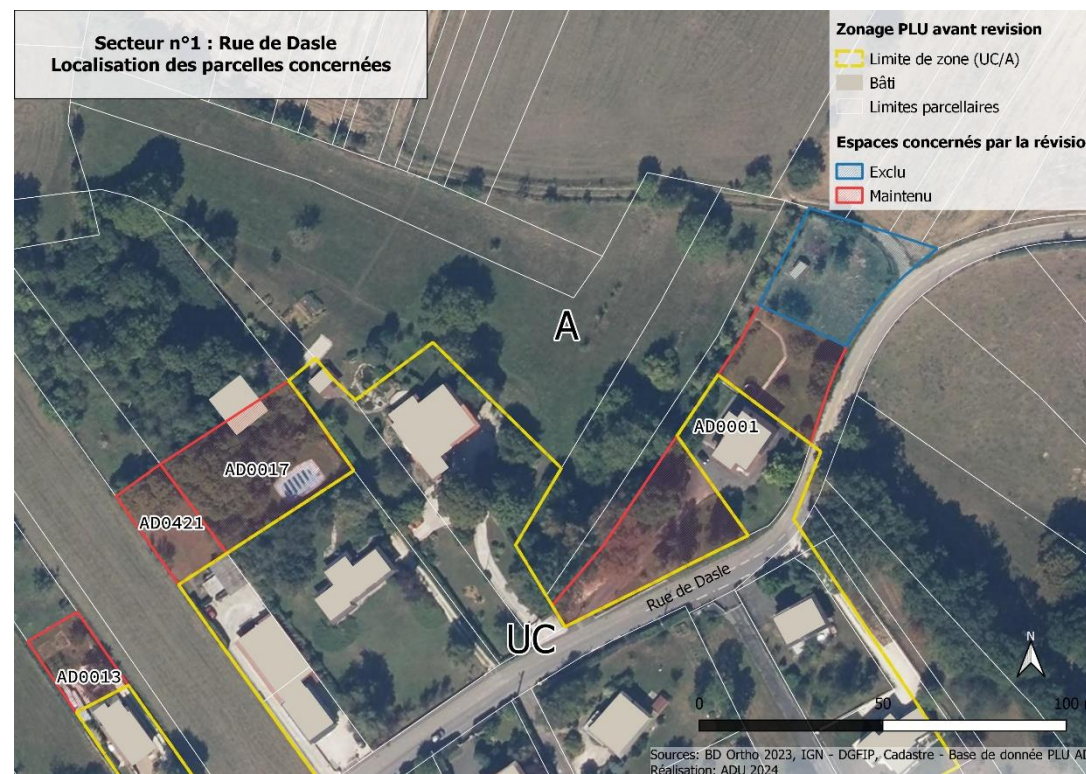 Secteur n°1 : Rue de Dasle
Localisation des parcelles concernées
Zonage PLU avant revision
Limite de zone (UC/A)
Bâti
Limites parcellaires
Espaces concernés par la révisio
Exclu
Maintenu
A
AD0001
AD0017
AD0421
Rue de Dasle
UC
AD0013
N
0 50 100
Sources: BD Ortho 2023, IGN - DGFIP, Cadastre - Base de donnée PLU AD
Réalisation: ADU 2024